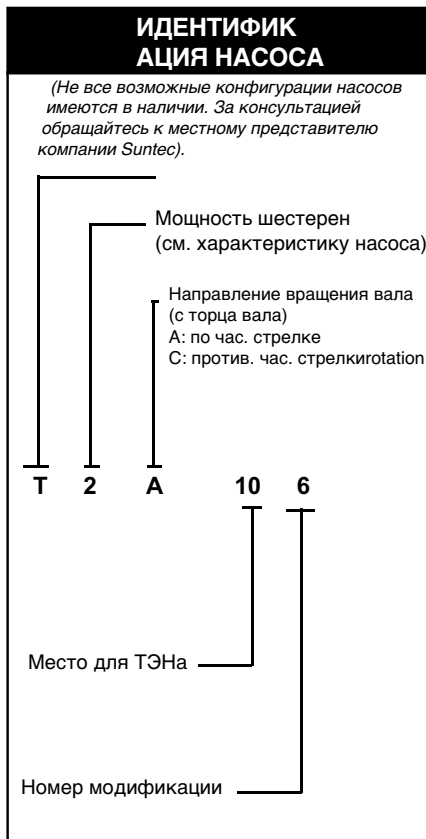 ИДЕНТИФИК
АЦИЯ НАСОСА
(Не все возможные конфигурации насосов
имеются в наличии. За консультацией
обращайтесь к местному представителю
компании Suntec).
Мощность шестерен
(см. характеристику насоса)
Направление вращения вала
(с торца вала)
А: по час. стрелке
С: против. час. стрелкиrotation
T 2 A 10 6
Место для ТЭНа
Номер модификации